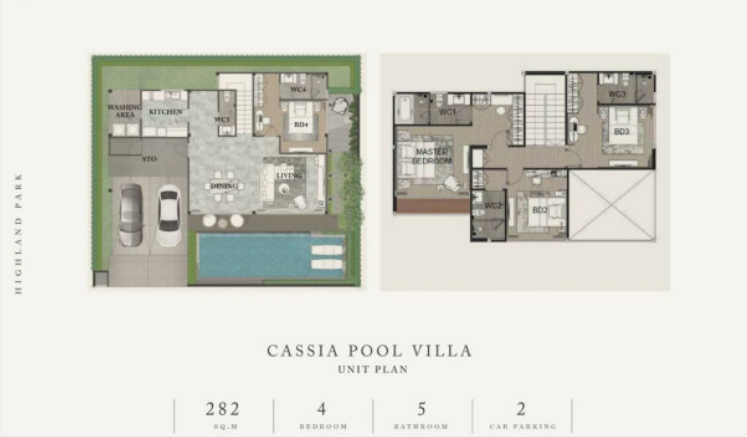 HIGHLAND PARK
WASHING
AREA
KITCHEN
WC5
WC4
BD4
STO
DINING
LIVING
WC1
MASTER
BEDROOM
WC2
BD2
WC3
BD3
CASSIA POOL VILLA
UNIT PLAN
282
SQ.M
4
BEDROOM
5
BATHROOM
2
CAR PARKING